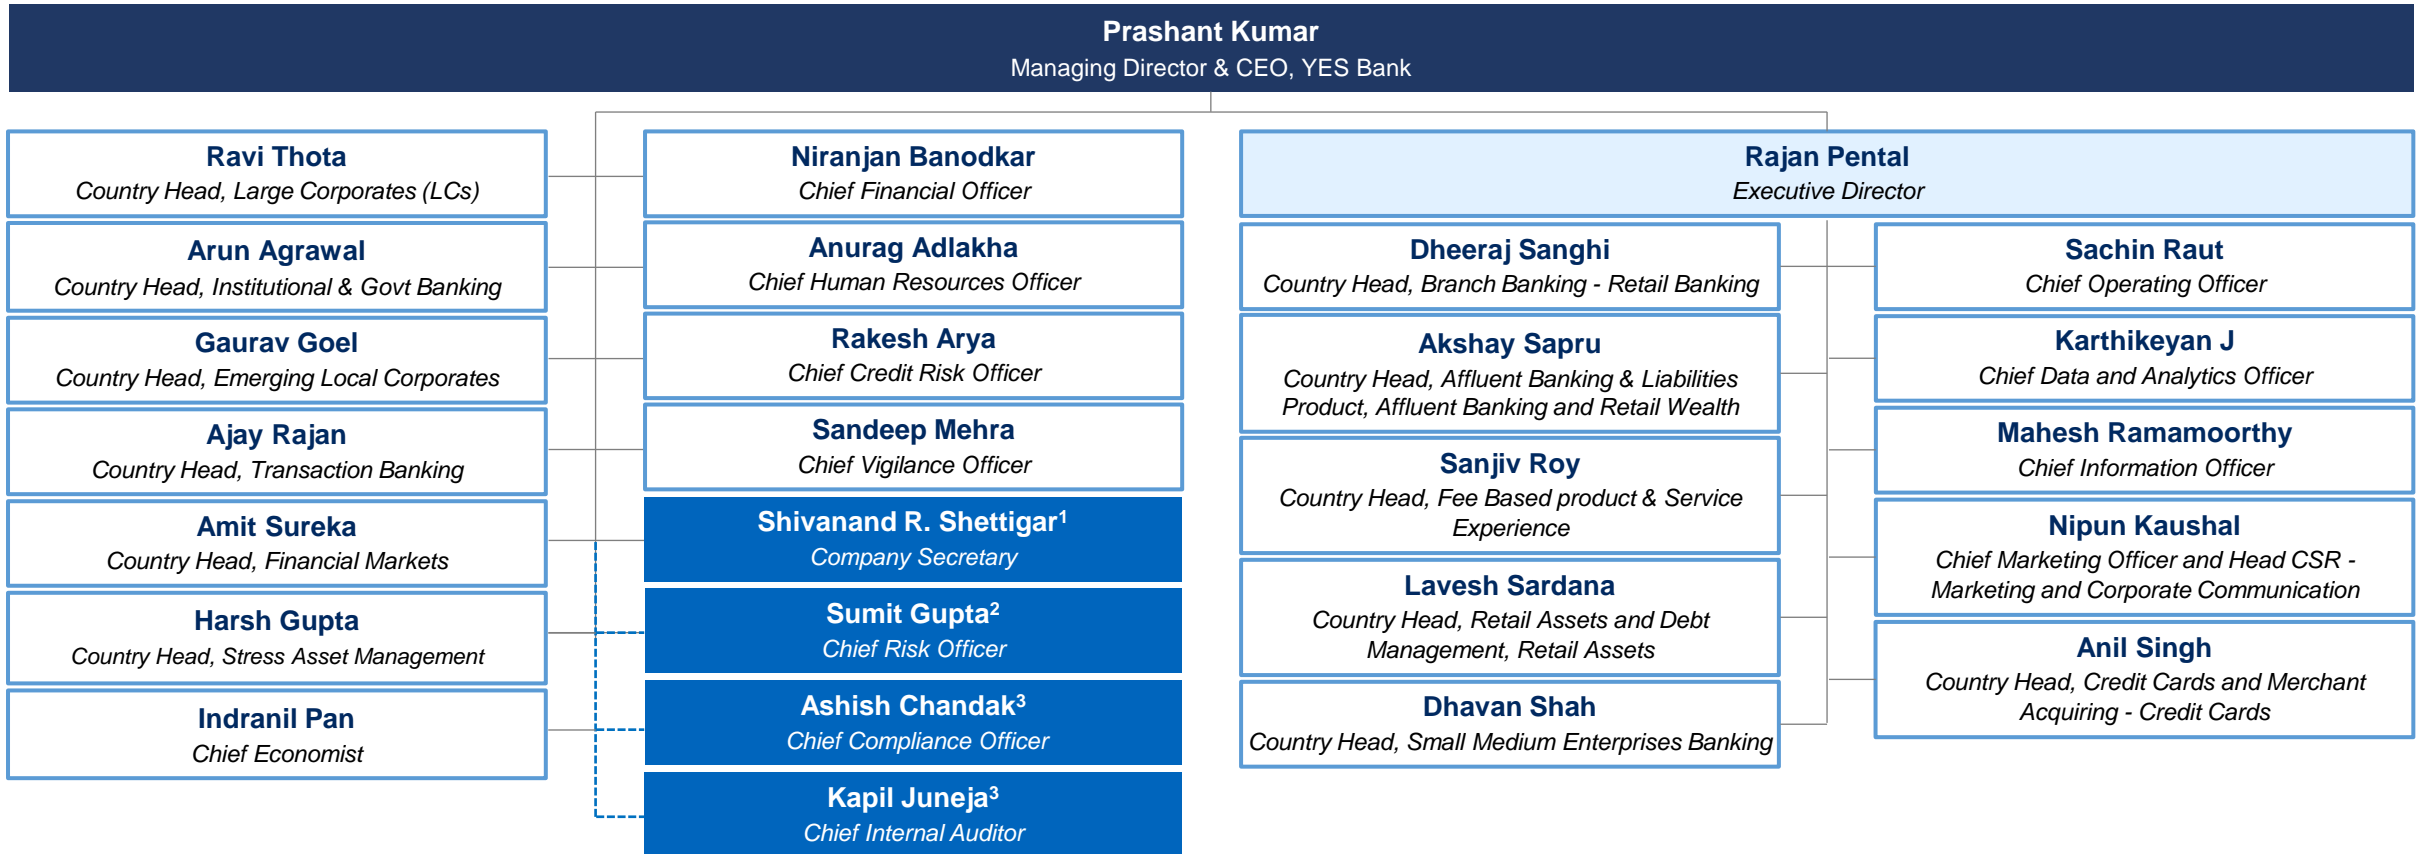 Prashant Kumar
Managing Director & CEO, YES Bank
Ravi Thota
Country Head, Large Corporates (LCs)
Arun Agrawal
Country Head, Institutional & Govt Banking
Gaurav Goel
Country Head, Emerging Local Corporates
Ajay Rajan
Country Head, Transaction Banking
Amit Sureka
Country Head, Financial Markets
Harsh Gupta
Country Head, Stress Asset Management
Indranil Pan
Chief Economist
Niranjan Banodkar
Chief Financial Officer
Anurag Adlakha
Chief Human Resources Officer
Rakesh Arya
Chief Credit Risk Officer
Sandeep Mehra
Chief Vigilance Officer
Shivanand R. Shettigar¹
Company Secretary
Sumit Gupta²
Chief Risk Officer
Ashish Chandak³
Chief Compliance Officer
Kapil Juneja³
Chief Internal Auditor
Rajan Pental
Executive Director
Dheeraj Sanghi
Country Head, Branch Banking - Retail Banking
Akshay Sapru
Country Head, Affluent Banking & Liabilities
Product, Affluent Banking and Retail Wealth
Sanjiv Roy
Country Head, Fee Based product & Service
Experience
Lavesh Sardana
Country Head, Retail Assets and Debt
Management, Retail Assets
Dhavan Shah
Country Head, Small Medium Enterprises Banking
Sachin Raut
Chief Operating Officer
Karthikeyan J
Chief Data and Analytics Officer
Mahesh Ramamoorthy
Chief Information Officer
Nipun Kaushal
Chief Marketing Officer and Head CSR -
Marketing and Corporate Communication
Anil Singh
Country Head, Credit Cards and Merchant
Acquiring - Credit Cards